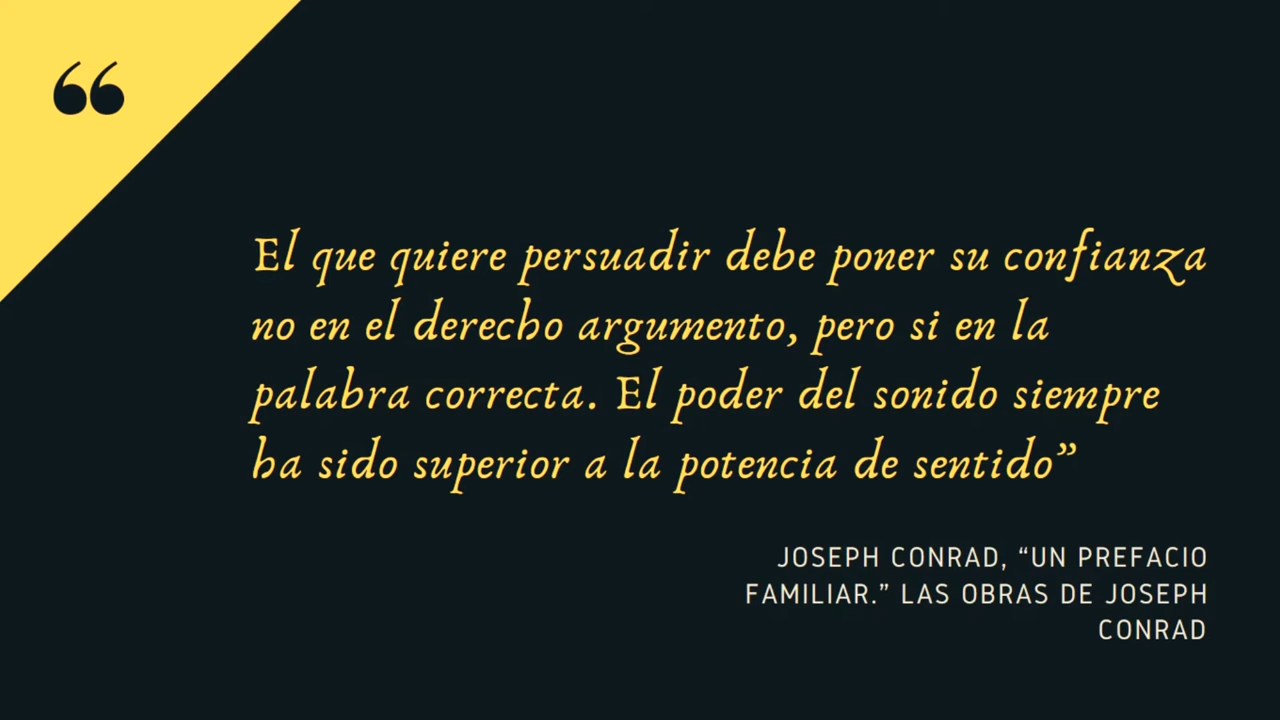 “
El que quiere persuadir debe poner su confianza
no en el derecho argumento, pero si en la
palabra correcta. El poder del sonido siempre
ha sido superior a la potencia de sentido”
JOSEPH CONRAD, “UN PREFACIO
FAMILIAR.” LAS OBRAS DE JOSEPH
CONRAD